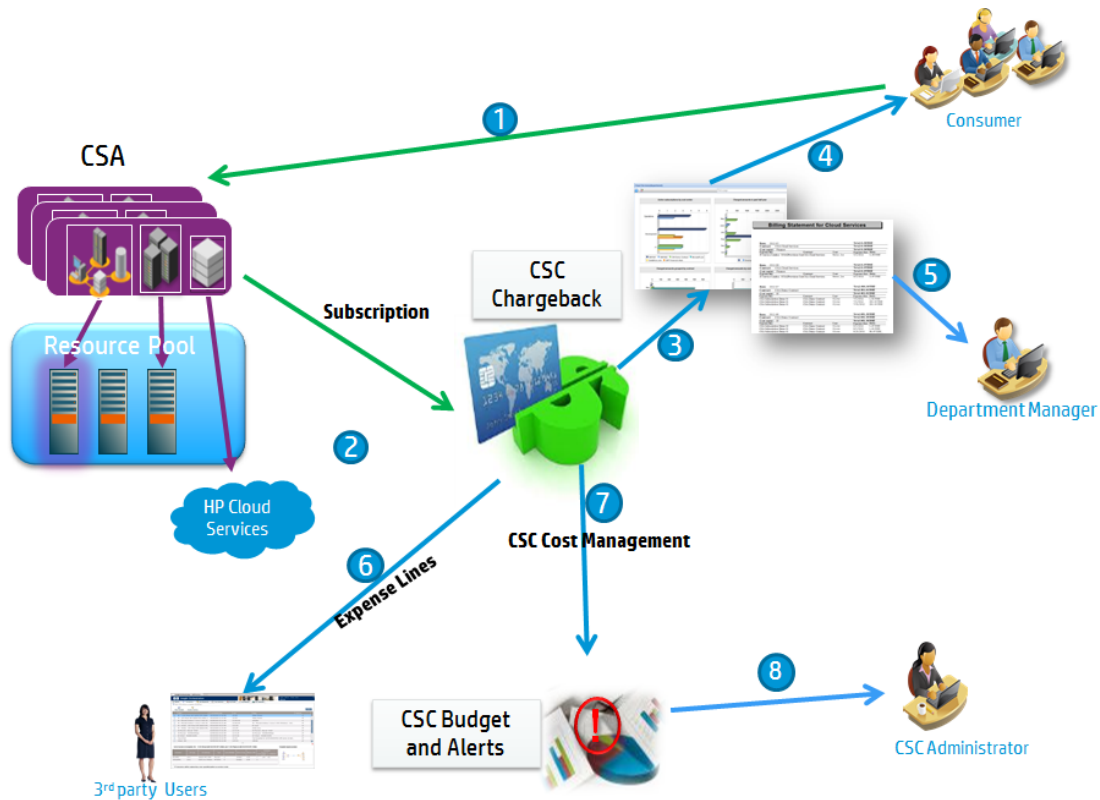 Consumer
1
CSA
4
Billing Statement for Cloud Services
CSC
Chargeback
5
Subscription
3
Resource Pool
Department Manager
2
HP Cloud
Services
7
CSC Cost Management
6
Expense Lines
8
CSC Budget
and Alerts
CSC Administrator
3rd party Users